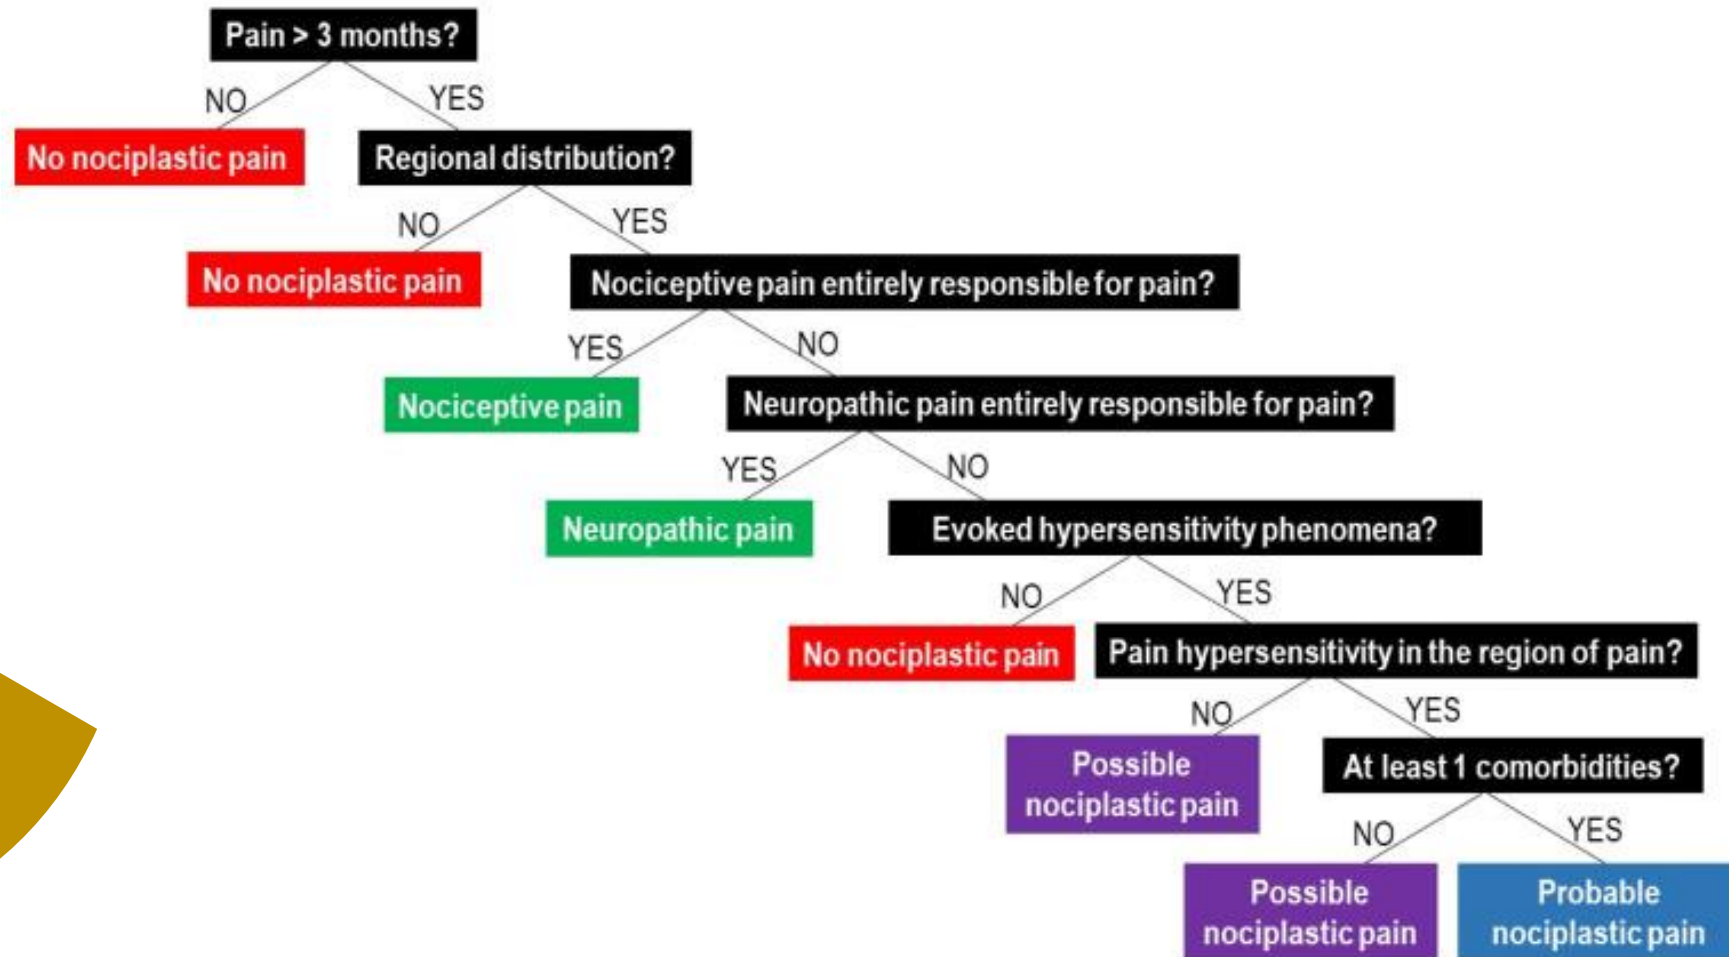 Pain > 3 months?
NO
YES
No nociplastic pain
Regional distribution?
NO
YES
No nociplastic pain
Nociceptive pain entirely responsible for pain?
YES
NO
Nociceptive pain
Neuropathic pain entirely responsible for pain?
YES
NO
Neuropathic pain
Evoked hypersensitivity phenomena?
NO
YES
No nociplastic pain
Pain hypersensitivity in the region of pain?
NO
YES
Possible
nociplastic pain
At least 1 comorbidities?
NO
YES
Possible
nociplastic pain
Probable
nociplastic pain